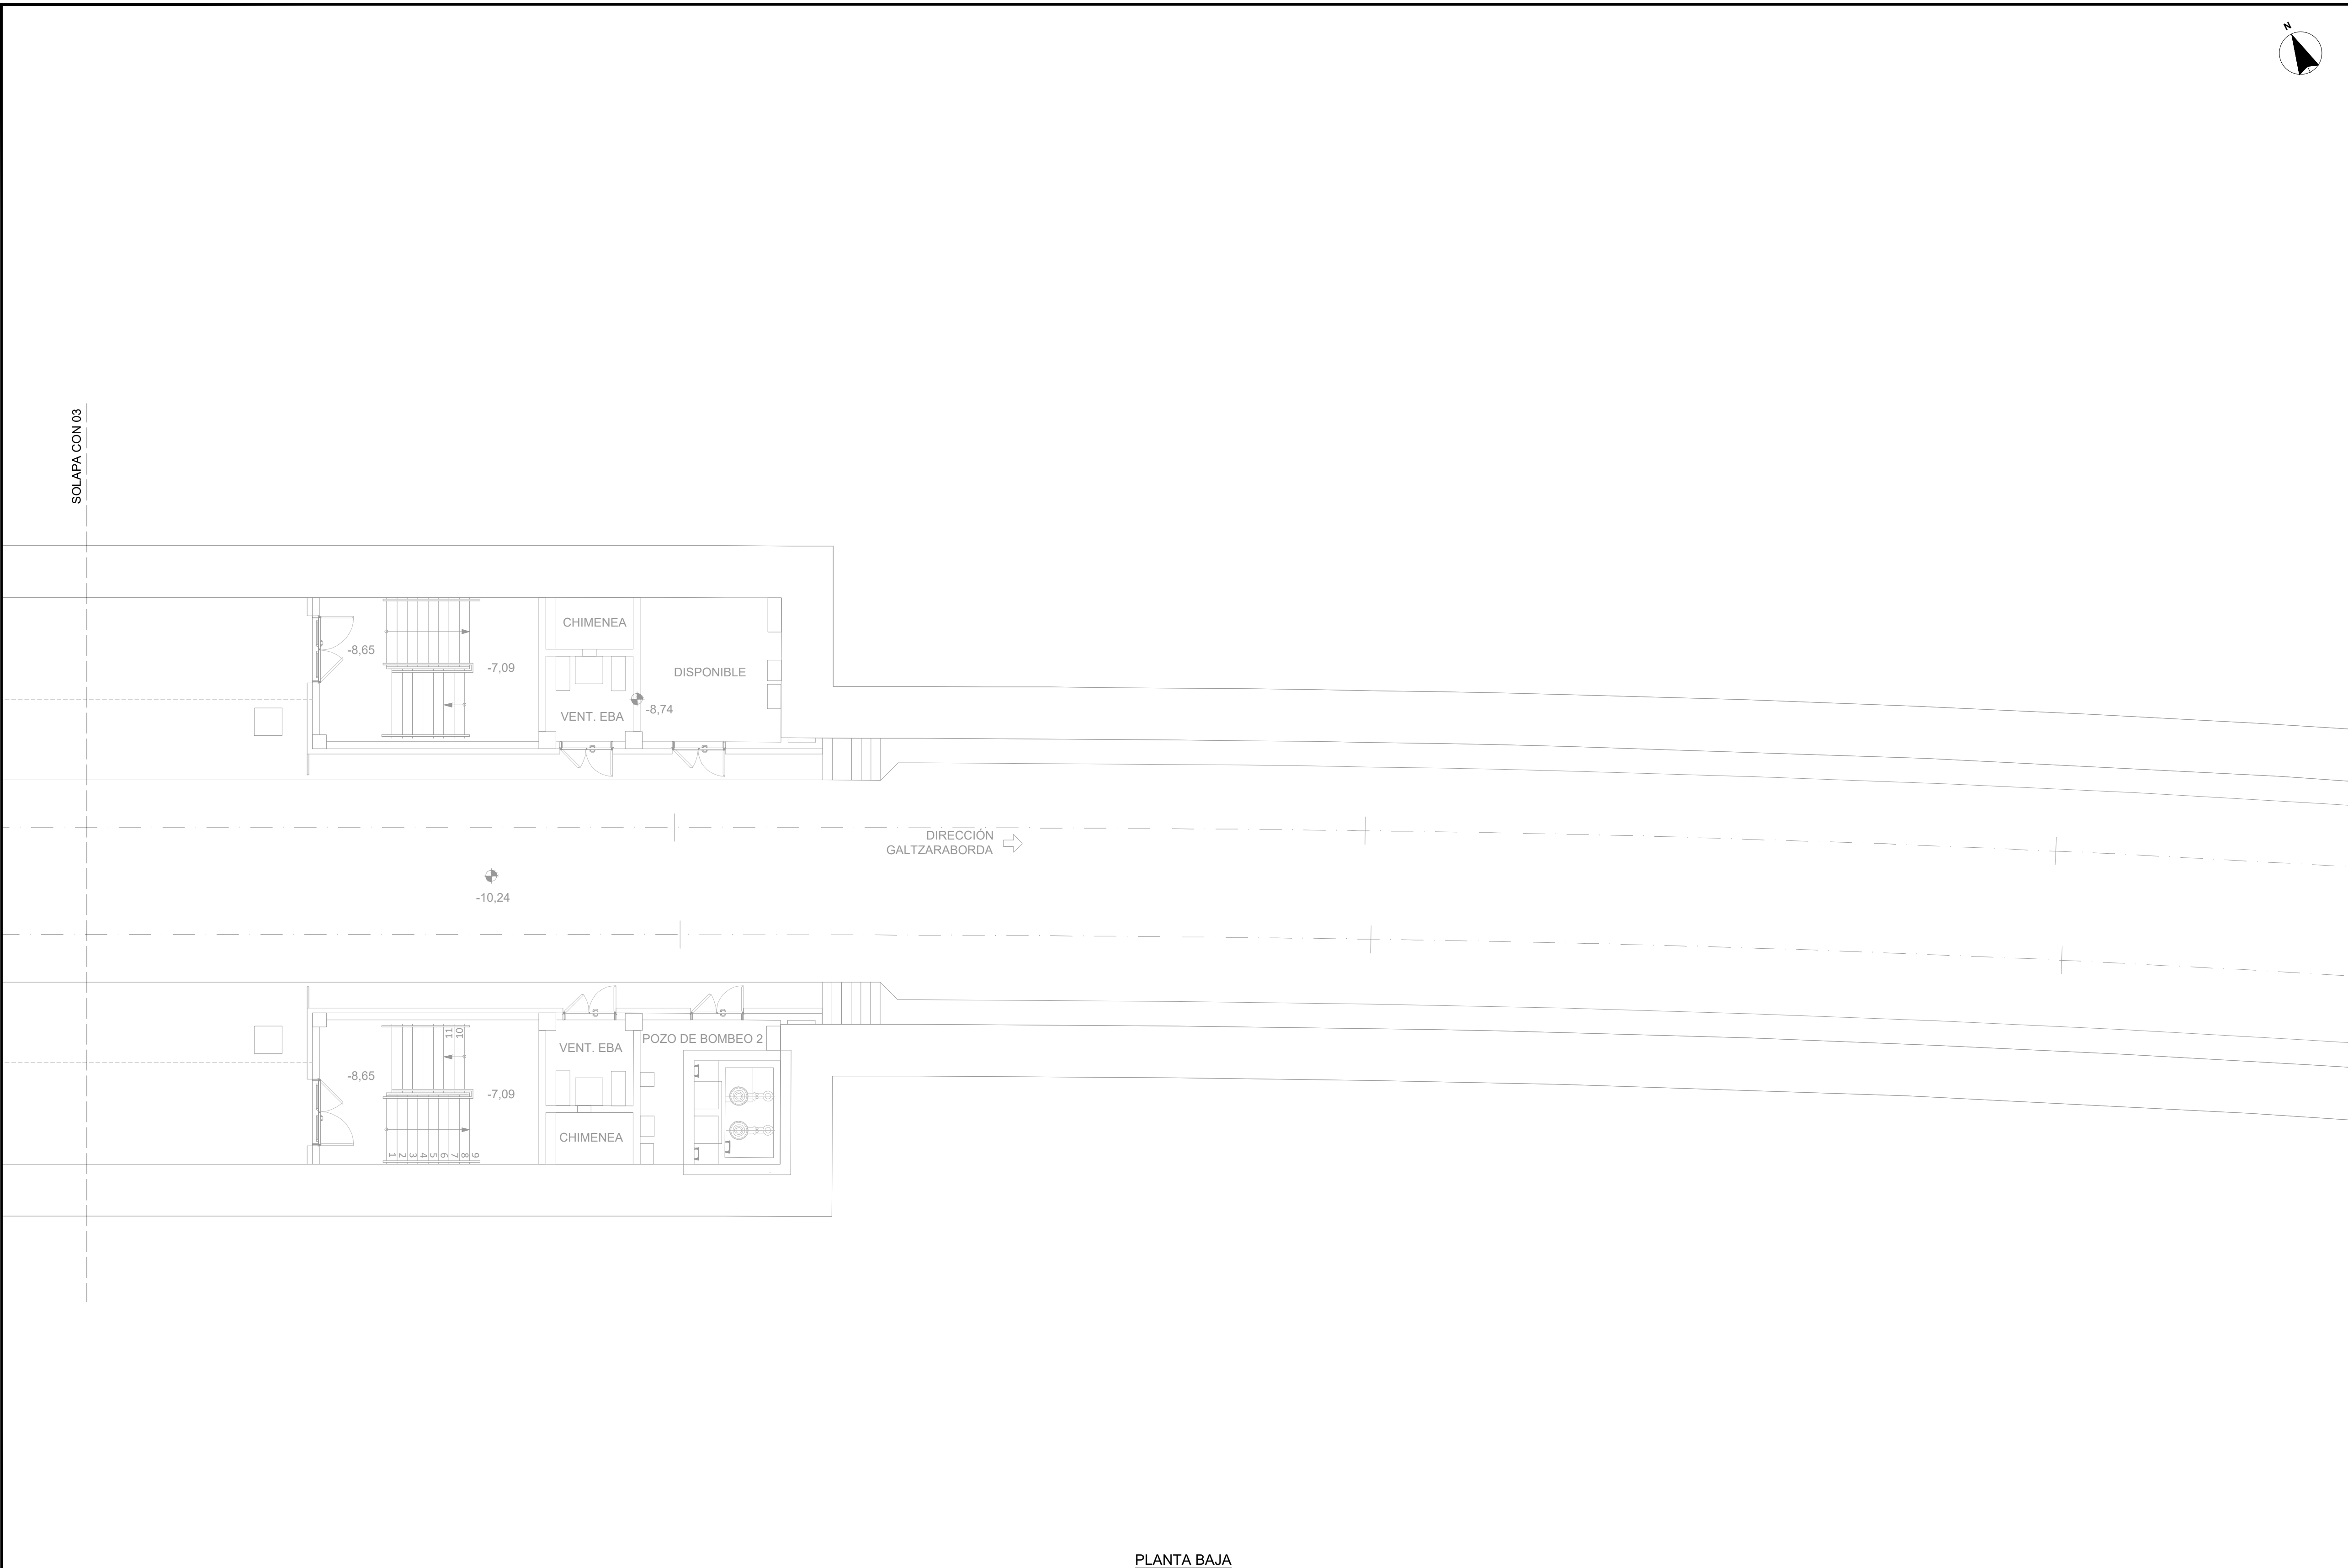 N
SOLAPA CON 03
CHIMENEA
-8,65
-7,09
DISPONIBLE
-8,74
VENT. EBA
DIRECCIÓN
GALTZARABORDA
-10,24
11
10
POZO DE BOMBEO 2
VENT. EBA
-8,65
-7,09
CHIMENEA
1
2
3
4
5
6
7
8
9
PLANTA BAJA